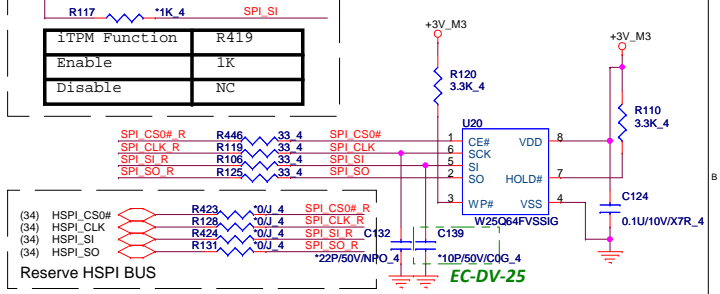 R117 *1K_4 SPI_SI
iTPM Function R419
Enable 1K
Disable NC
+3V_M3
+3V_M3
R120
3.3K_4
R110
3.3K_4
U20
SPI_CS0#_R R446 33_4 SPI_CS0# 1 CE# VDD 8
SPI_CLK_R R119 33_4 SPI_CLK 6 SCK
SPI_SI_R R106 33_4 SPI_SI 5 SI
SPI_SO_R R125 33_4 SPI_SO 2 SO HOLD# 7
B
3 WP# VSS 4
W25Q64FVSSIG
C124
0.1U/10V/X7R_4
(34) HSPI_CS0# R423 *0/J_4 SPI_CS0#_R
(34) HSPI_CLK R128 *0/J_4 SPI_CLK_R
(34) HSPI_SI R424 *0/J_4 SPI_SI_R
(34) HSPI_SO R131 *0/J_4 SPI_SO_R
C132 C139
*22P/50V/NPO_4 *10P/50V/C0G_4
Reserve HSPI BUS
EC-DV-25